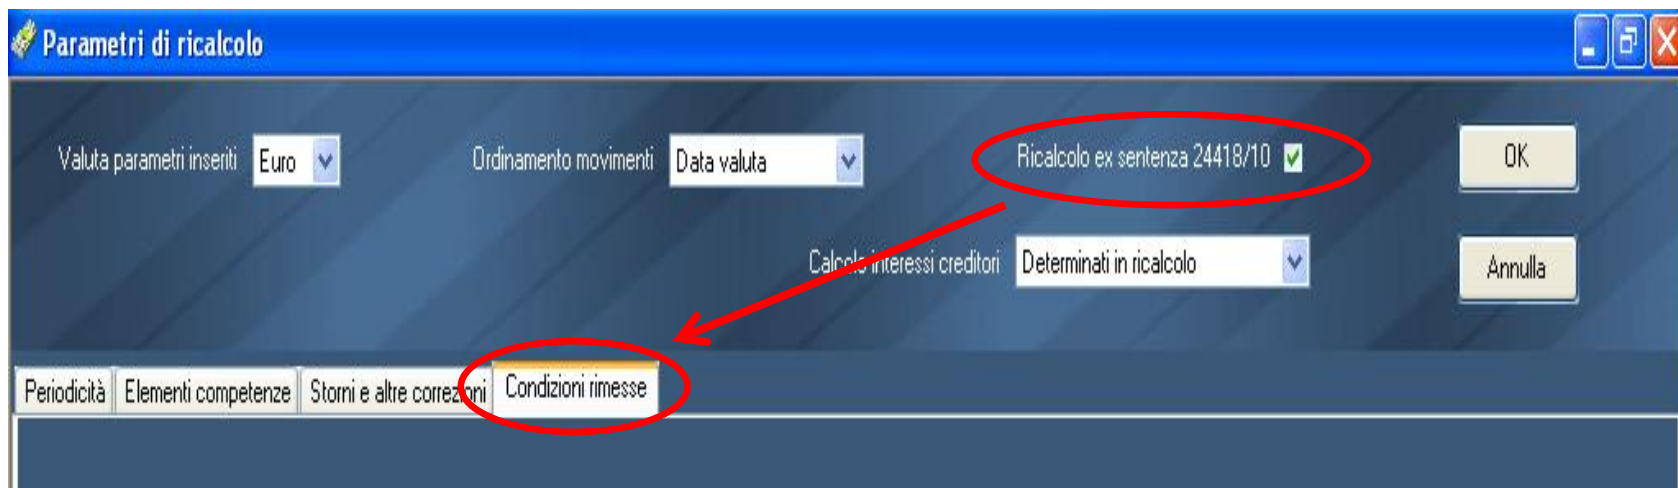 Parametri di ricalcolo
Valuta parametri inseriti Euro Ordinamento movimenti Data valuta Ricalcolo ex sentenza 24418/10 OK
Calcolo interessi creditori Determinati in ricalcolo Annulla
Periodicità Elementi competenze Storni e altre correzioni Condizioni rimesse